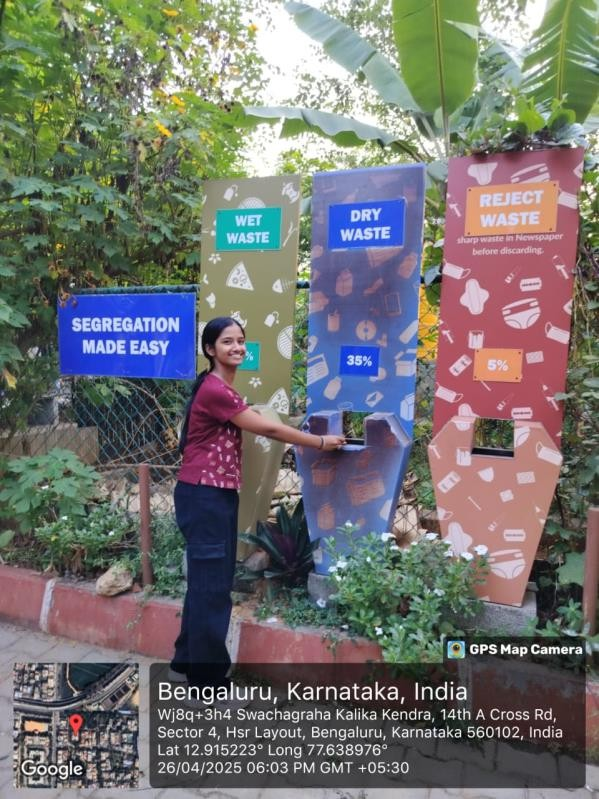 WET
WASTE
DRY
WASTE
REJECT
WASTE
sharp waste in Newspaper
before discarding.
SEGREGATION
MADE EASY
%
35%
5%
GPS Map Camera
Bengaluru, Karnataka, India
Wj8q+3h4 Swachagraha Kalika Kendra, 14th A Cross Rd,
Sector 4, Hsr Layout, Bengaluru, Karnataka 560102, India
Lat 12.915223° Long 77.638976°
26/04/2025 06:03 PM GMT +05:30
Google